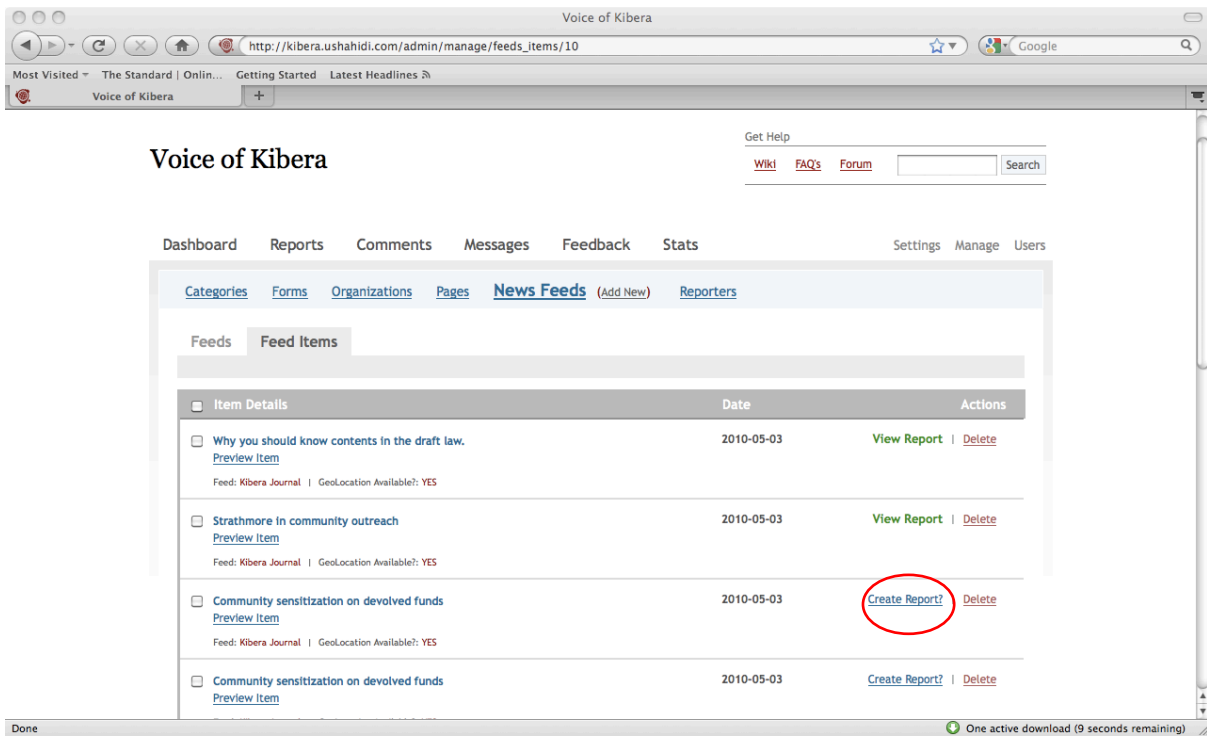 Voice of Kibera
http://kibera.ushahidi.com/admin/manage/feeds_items/10
Google
Most Visited The Standard | Onlin... Getting Started Latest Headlines
Voice of Kibera +
Get Help
Voice of Kibera
Wiki FAQ's Forum Search
Dashboard Reports Comments Messages Feedback Stats Settings Manage Users
Categories Forms Organizations Pages News Feeds (Add New) Reporters
Feeds Feed Items
Item Details Date Actions
Why you should know contents in the draft law. 2010-05-03 View Report | Delete
Preview Item
Feed: Kibera Journal | GeoLocation Available?: YES
Strathmore in community outreach 2010-05-03 View Report | Delete
Preview Item
Feed: Kibera Journal | GeoLocation Available?: YES
Community sensitization on devolved funds 2010-05-03 Create Report? Delete
Preview Item
Feed: Kibera Journal | GeoLocation Available?: YES
Community sensitization on devolved funds 2010-05-03 Create Report? | Delete
Preview Item
Done One active download (9 seconds remaining)